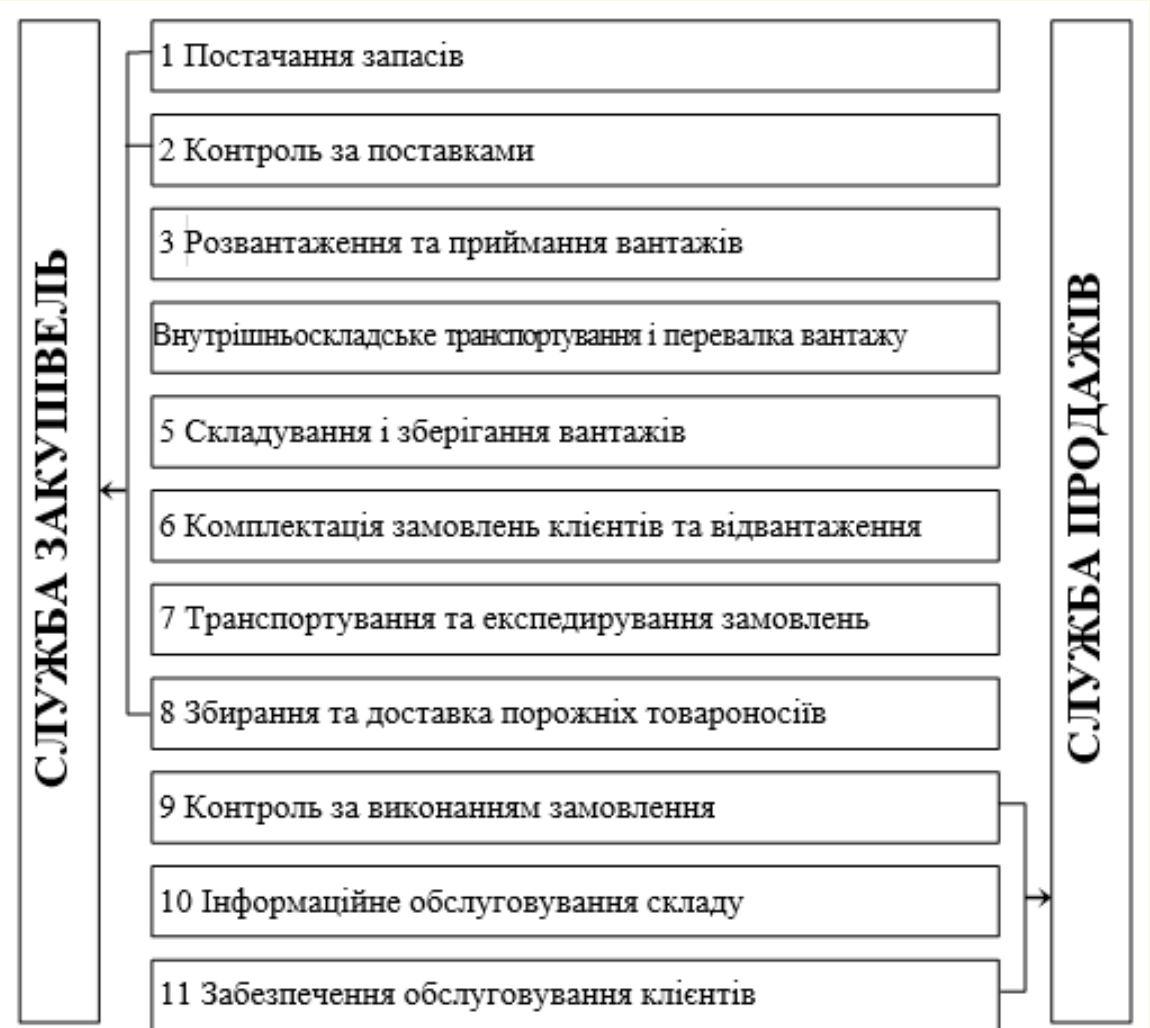 СЛУЖБА ЗАКУПІВЕЛЬ
1 Постачання запасів
2 Контроль за поставками
3 Розвантаження та приймання вантажів
Внутрішньоскладське транспортування і перевалка вантажу
5 Складування і зберігання вантажів
6 Комплектація замовлень клієнтів та відвантаження
7 Транспортування та експедирування замовлень
8 Збирання та доставка порожніх товароносіїв
9 Контроль за виконанням замовлення
10 Інформаційне обслуговування складу
11 Забезпечення обслуговування клієнтів
СЛУЖБА ПРОДАЖІВ